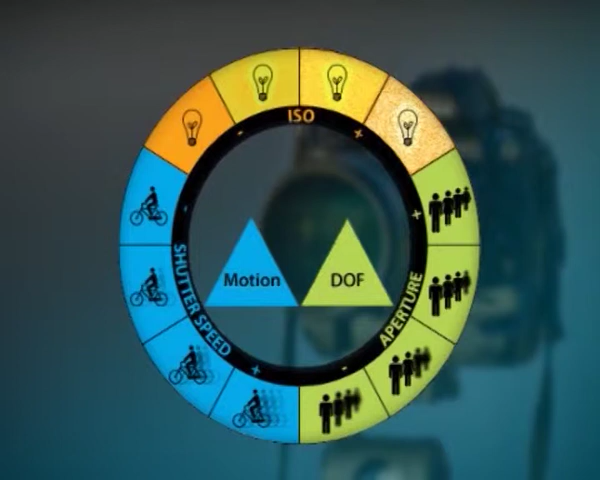 ISO
- +
- +
SHUTTER SPEED
Motion
DOF
APERTURE
+ -